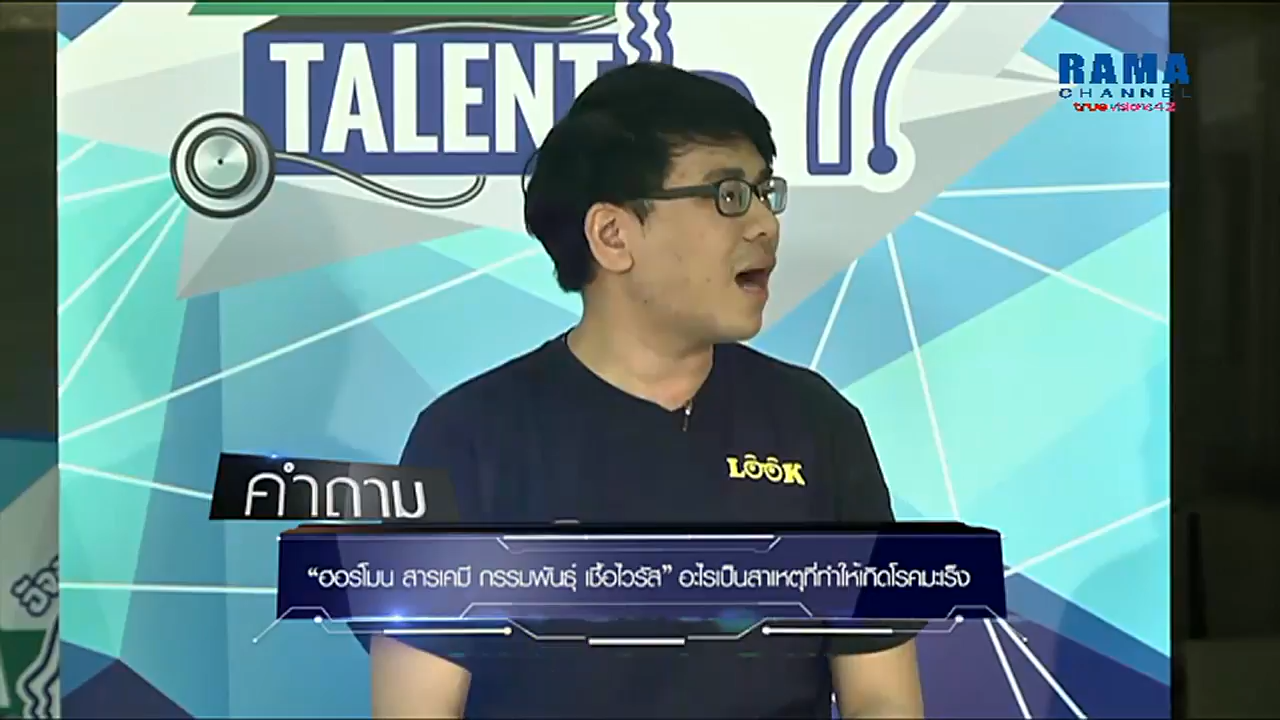 TALENT
RAMA
CHANNEL
true visions 42
LOOK
คำถาม
“ฮอร์โมน สารเคมี กรรมพันธุ์ เชื้อไวรัส” อะไรเป็นสาเหตุที่ทำให้เกิดโรคมะเร็ง